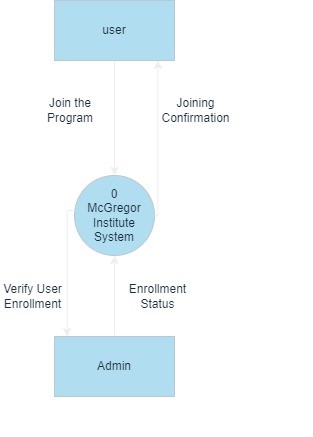 user
Join the
Program
Joining
Confirmation
0
McGregor
Institute
System
Verify User
Enrollment
Enrollment
Status
Admin